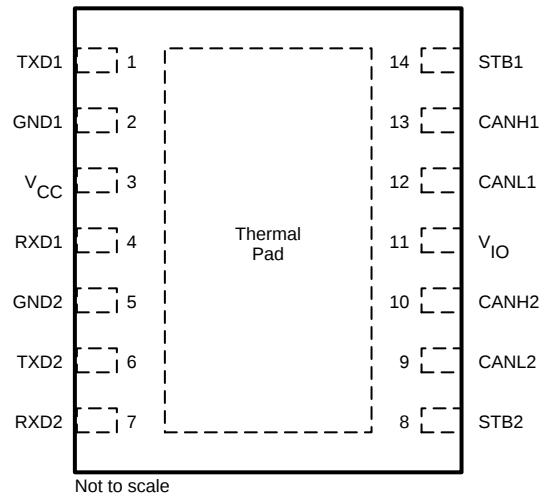 TXD1 1 14 STB1
GND1 2 13 CANH1
VCC 3 12 CANL1
RXD1 4 11 VIO
Thermal
Pad
GND2 5 10 CANH2
TXD2 6 9 CANL2
RXD2 7 8 STB2
Not to scale